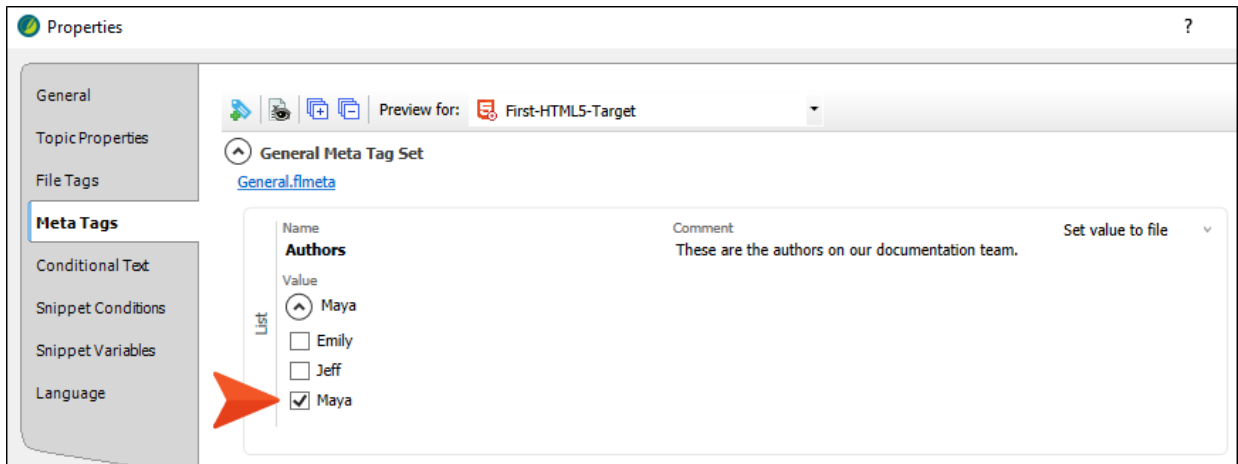 Properties
?
General
Topic Properties
File Tags
Meta Tags
Conditional Text
Snippet Conditions
Snippet Variables
Language
Preview for: First-HTML5-Target
General Meta Tag Set
General.flmeta
List
Name
Authors
Comment
These are the authors on our documentation team.
Set value to file
Value
Maya
Emily
Jeff
Maya